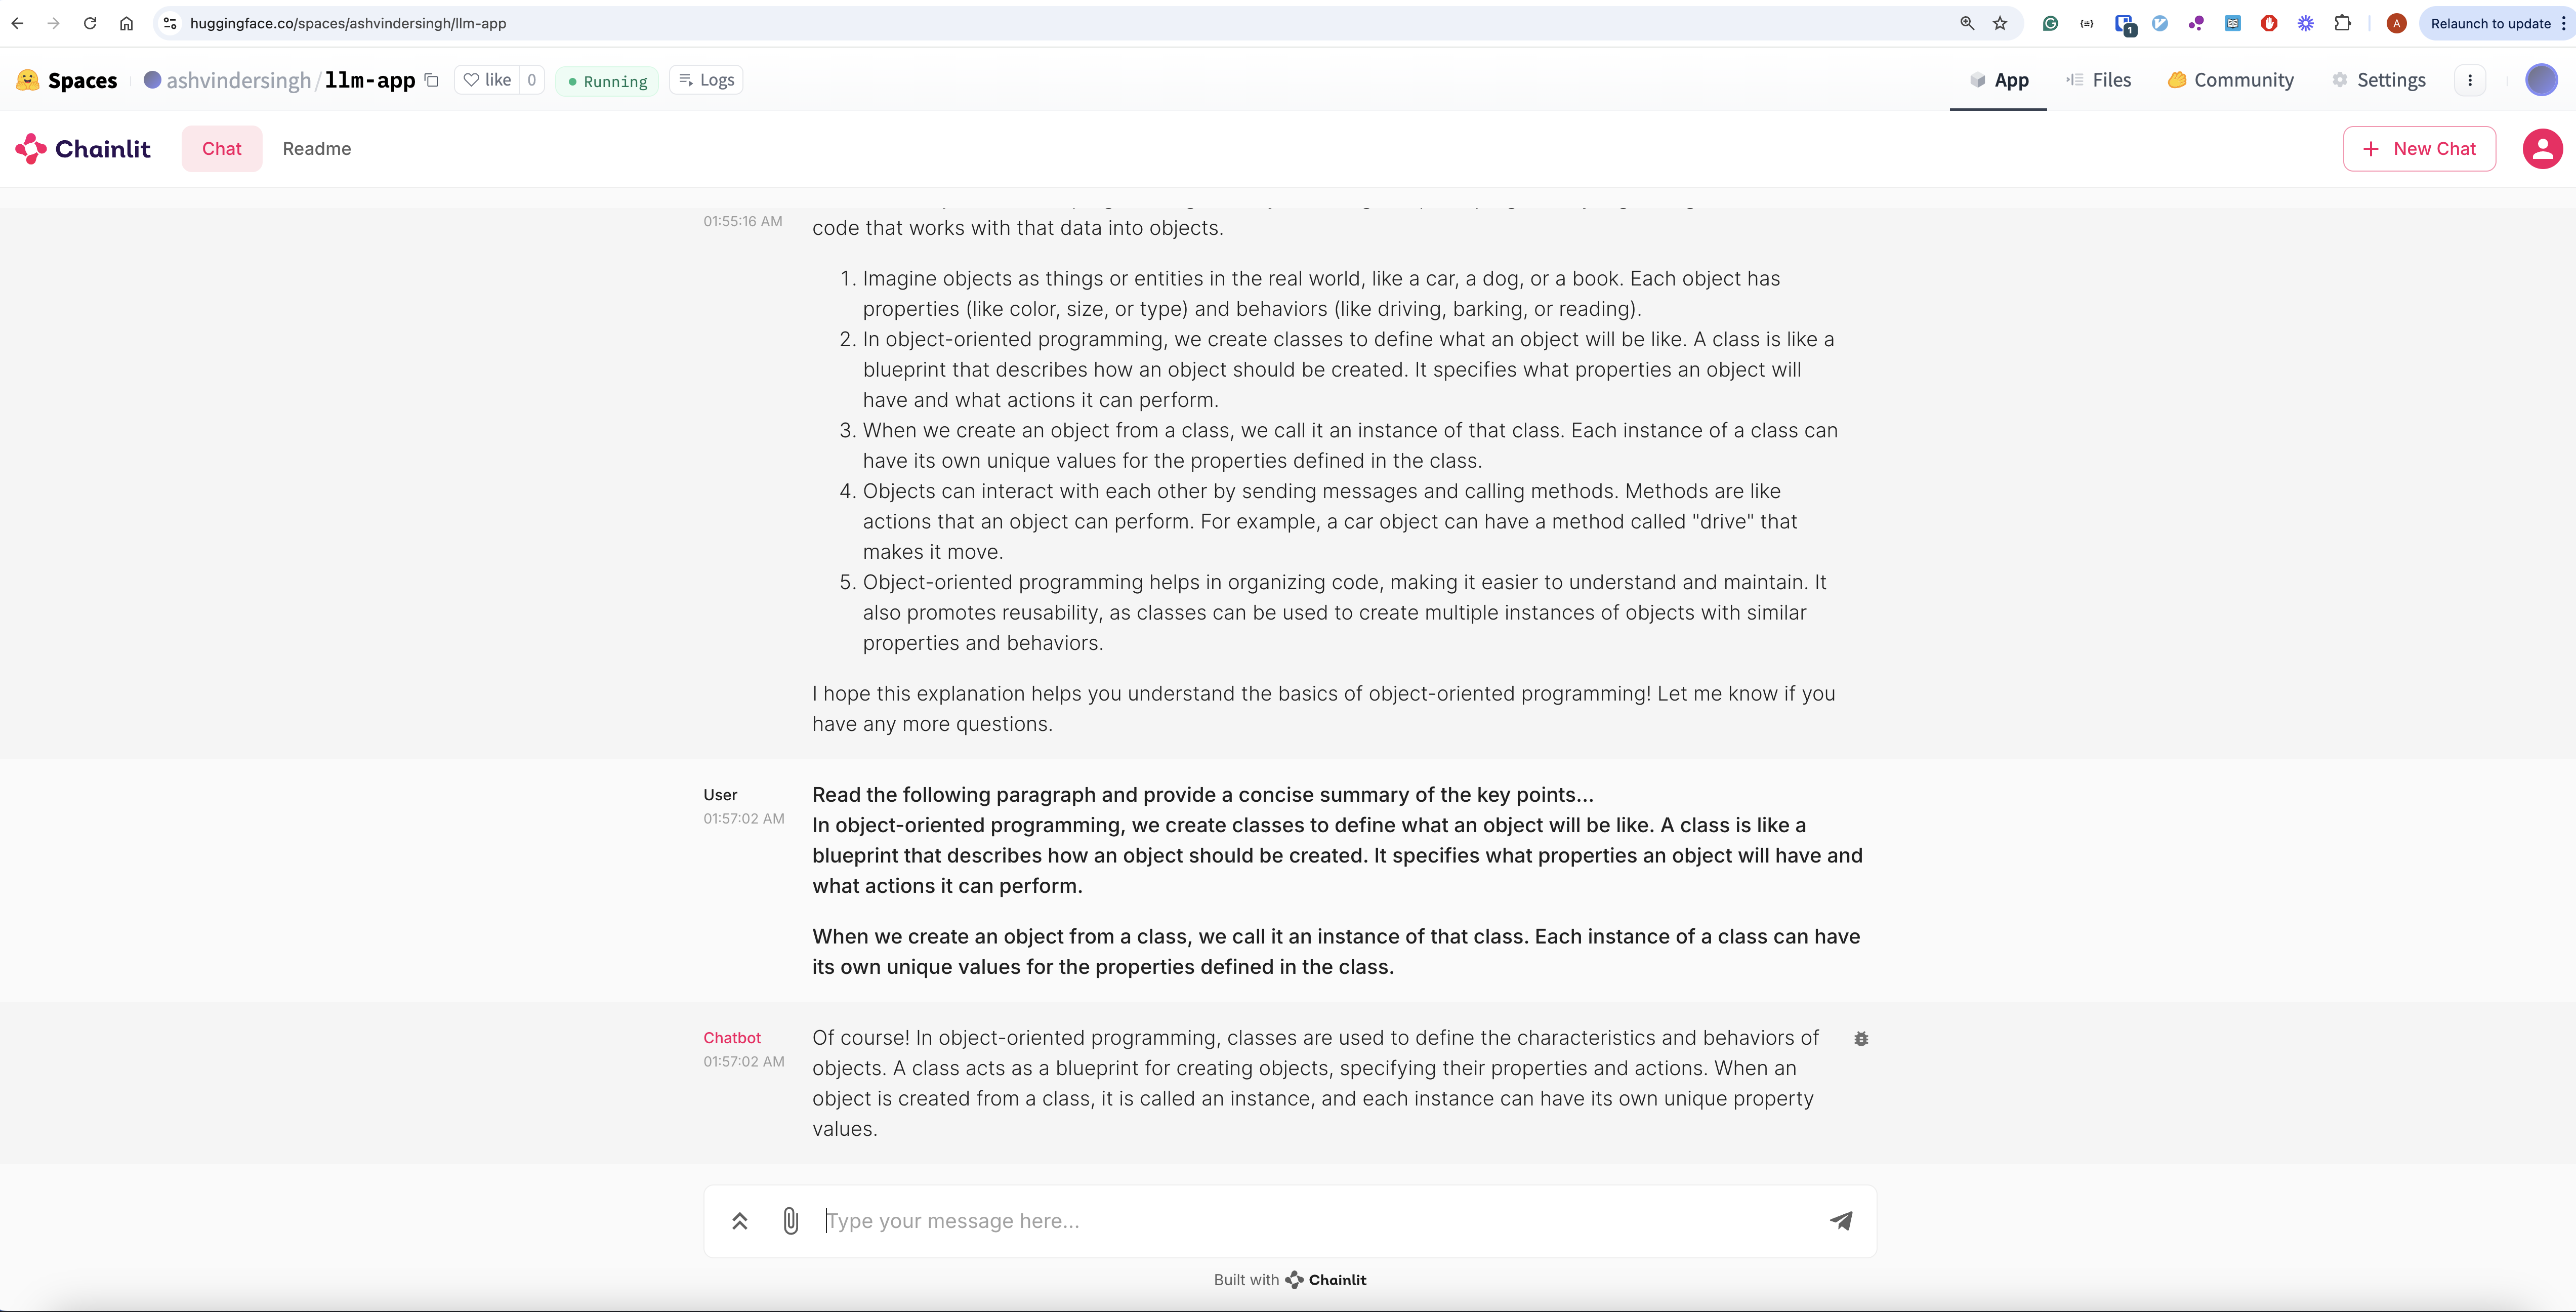 huggingface.co/spaces/ashvindersingh/llm-app
1
A
Relaunch to update
Spaces
ashvindersingh/llm-app
like
0
Running
Logs
App
Files
Community
Settings
Chainlit
Chat
Readme
New Chat
01:55:16 AM
code that works with that data into objects.
1. Imagine objects as things or entities in the real world, like a car, a dog, or a book. Each object has
properties (like color, size, or type) and behaviors (like driving, barking, or reading).
2. In object-oriented programming, we create classes to define what an object will be like. A class is like a
blueprint that describes how an object should be created. It specifies what properties an object will
have and what actions it can perform.
3. When we create an object from a class, we call it an instance of that class. Each instance of a class can
have its own unique values for the properties defined in the class.
4. Objects can interact with each other by sending messages and calling methods. Methods are like
actions that an object can perform. For example, a car object can have a method called "drive" that
makes it move.
5. Object-oriented programming helps in organizing code, making it easier to understand and maintain. It
also promotes reusability, as classes can be used to create multiple instances of objects with similar
properties and behaviors.
I hope this explanation helps you understand the basics of object-oriented programming! Let me know if you
have any more questions.
User
01:57:02 AM
Read the following paragraph and provide a concise summary of the key points...
In object-oriented programming, we create classes to define what an object will be like. A class is like a
blueprint that describes how an object should be created. It specifies what properties an object will have and
what actions it can perform.
When we create an object from a class, we call it an instance of that class. Each instance of a class can have
its own unique values for the properties defined in the class.
Chatbot
01:57:02 AM
Of course! In object-oriented programming, classes are used to define the characteristics and behaviors of
objects. A class acts as a blueprint for creating objects, specifying their properties and actions. When an
object is created from a class, it is called an instance, and each instance can have its own unique property
values.
Type your message here...
Built with Chainlit